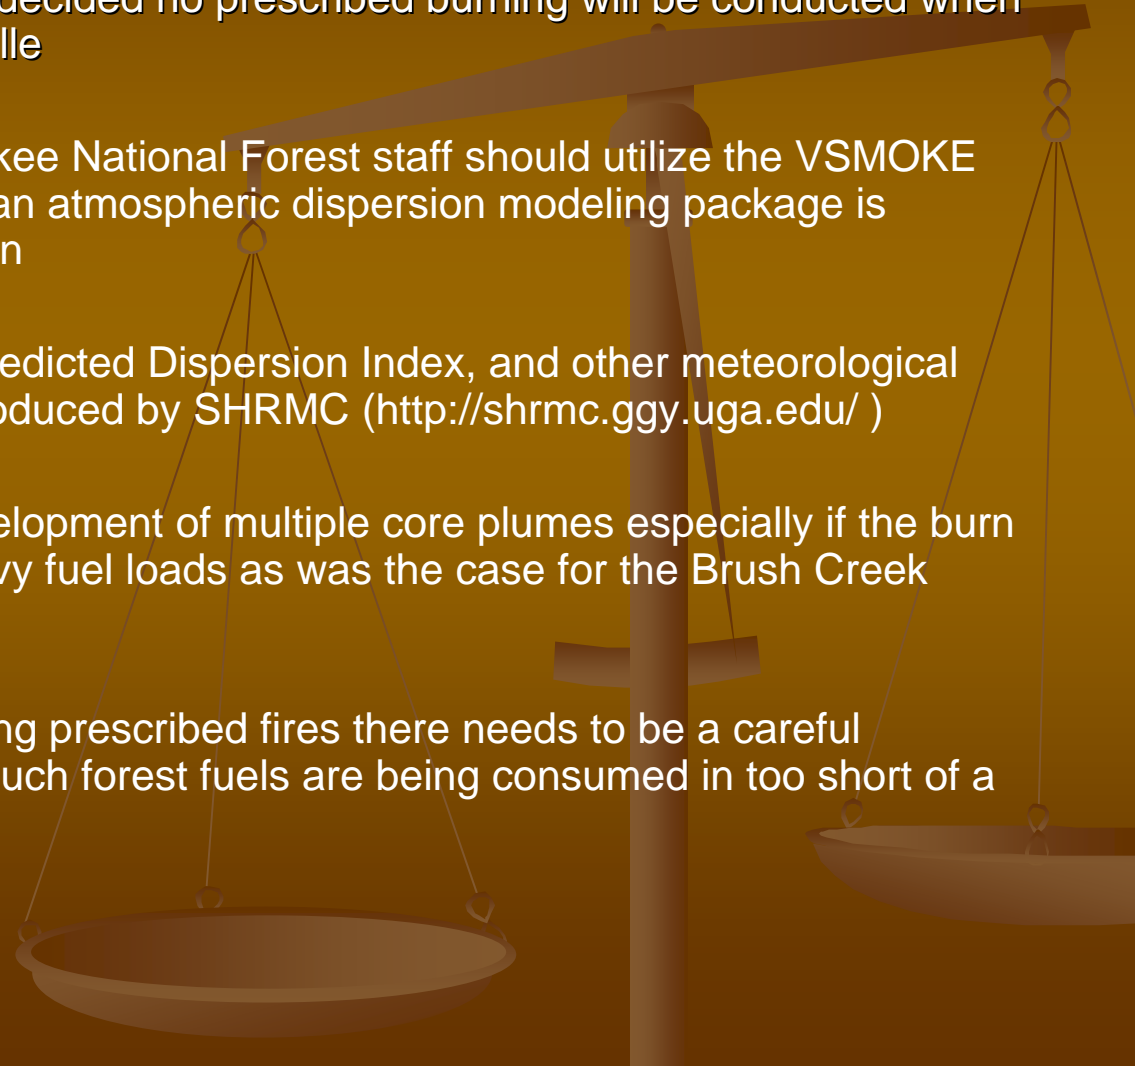 decided no prescribed burning will be conducted when
lle
kee National Forest staff should utilize the VSMOKE
an atmospheric dispersion modeling package is
n
edicted Dispersion Index, and other meteorological
oduced by SHRMC (http://shrmc.ggy.uga.edu/ )
elopment of multiple core plumes especially if the burn
vy fuel loads as was the case for the Brush Creek
ng prescribed fires there needs to be a careful
uch forest fuels are being consumed in too short of a